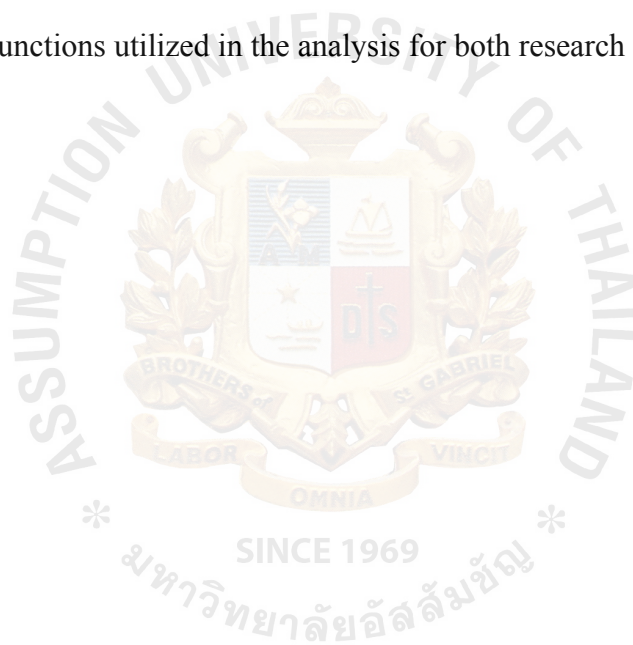 unctions utilized in the analysis for both research
ASSUMPTION UNIVERSITY OF THAILAND
A M
D S
BROTHERS of St GABRIEL
LABOR VINCIT
OMNIA
* SINCE 1969 *
มหาวิทยาลัยอัสสัมชัญ